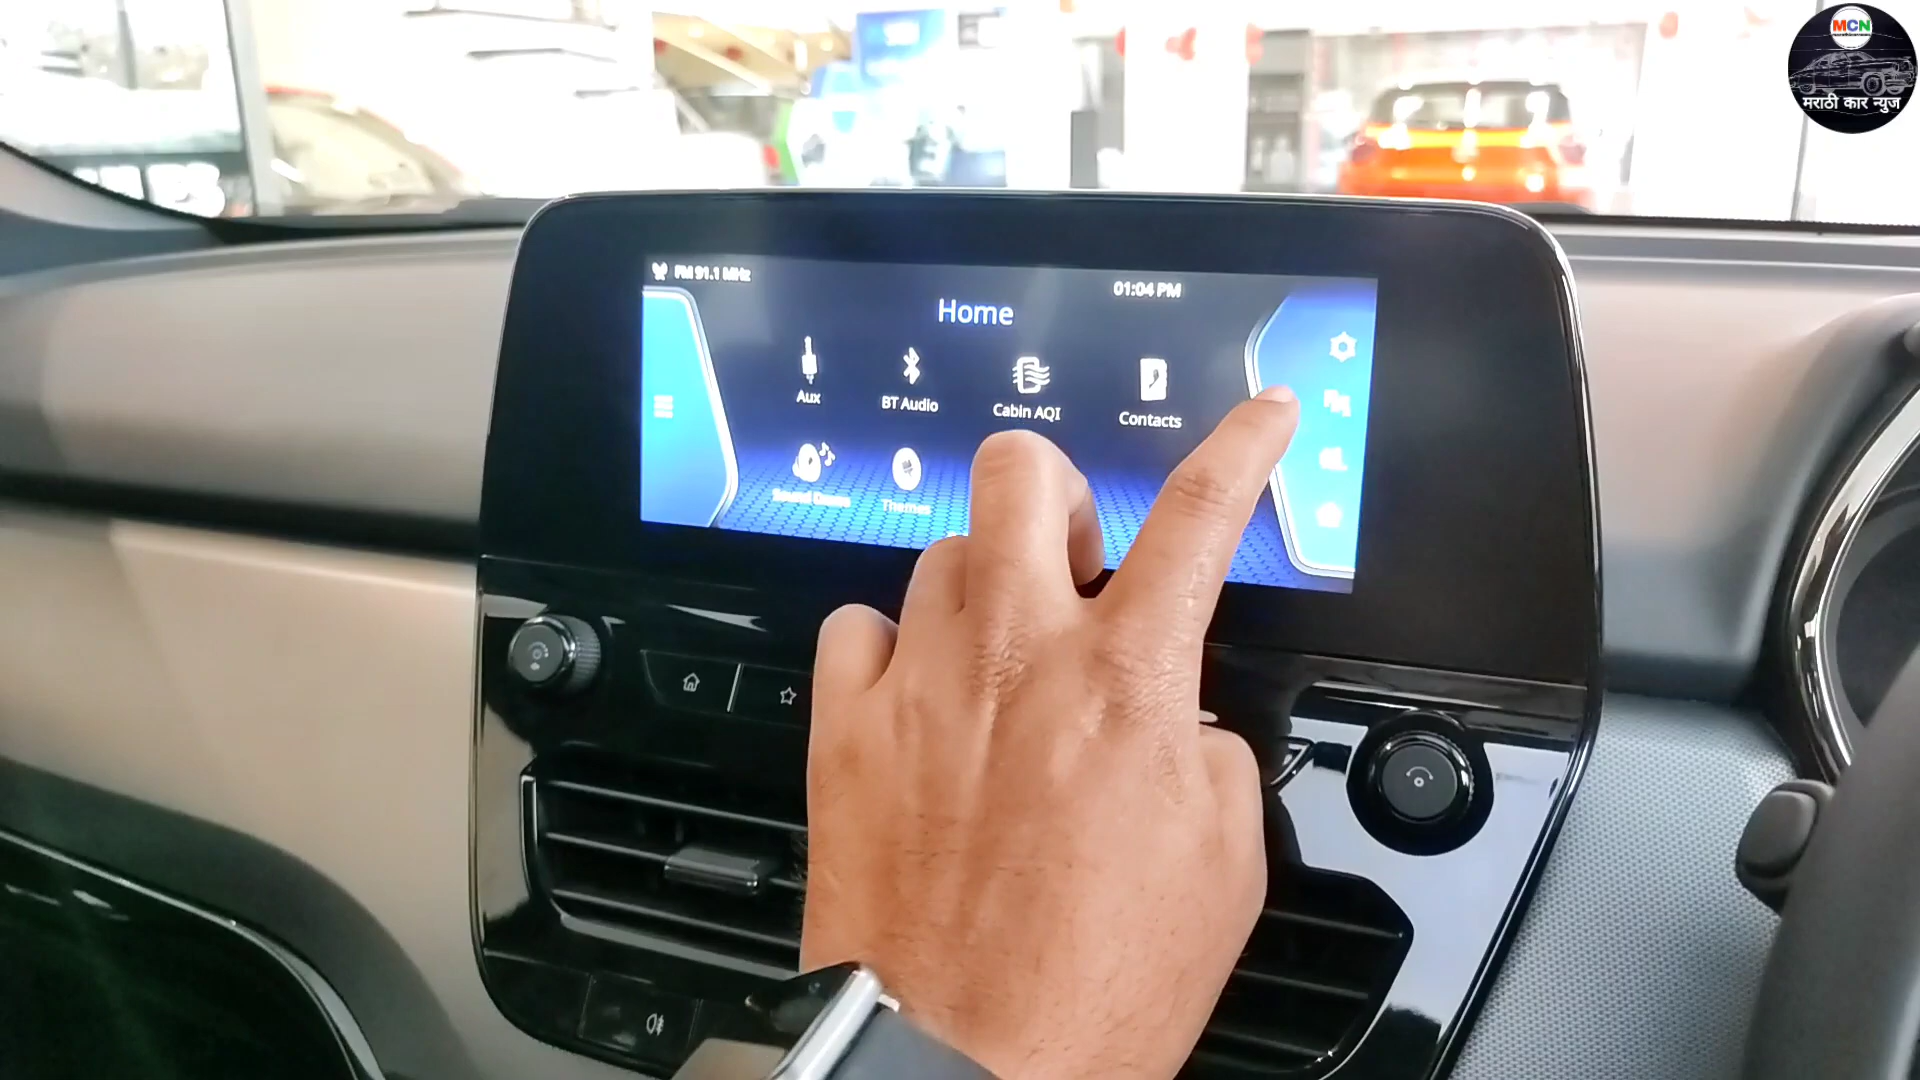 MCN
मराठी कार न्युज
FM 91.1 MHz
01:04 PM
Home
Aux
BT Audio
Cabin AQI
Contacts
Themes